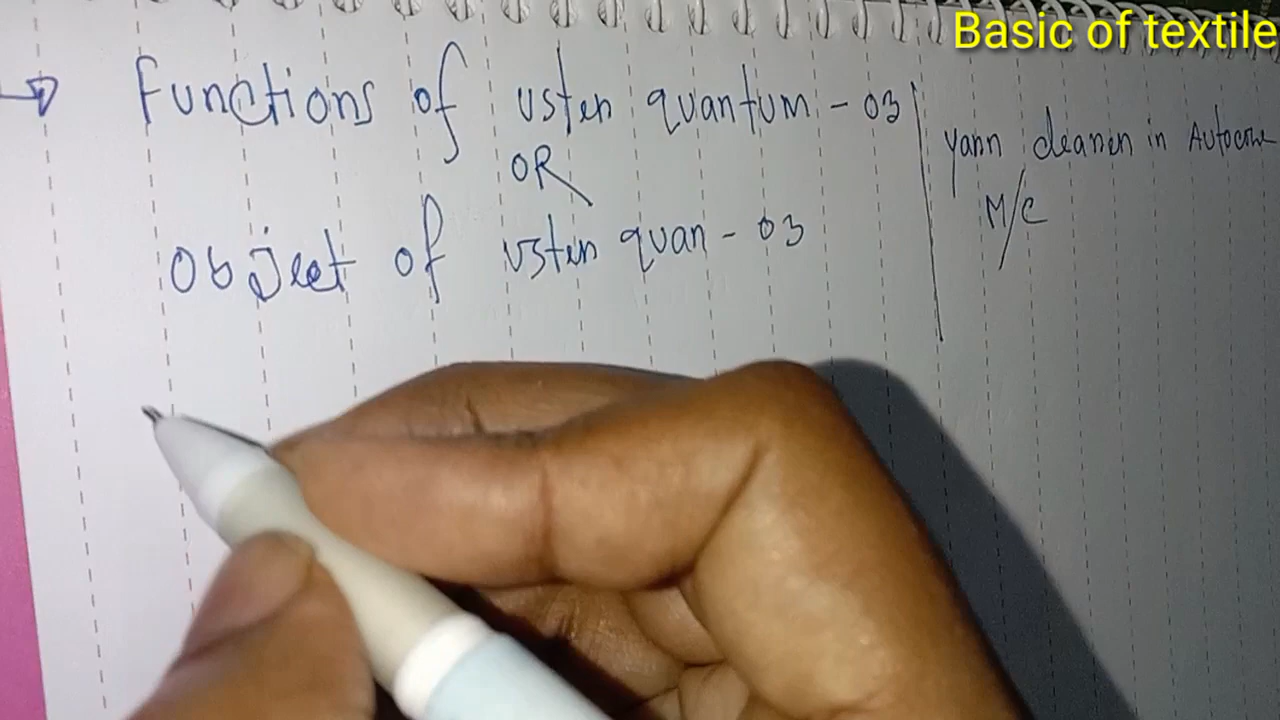 Basic of textile
Functions of uster quantum - 03
OR
Object of uster quan - 03
yarn cleaner in Autocone
M/C